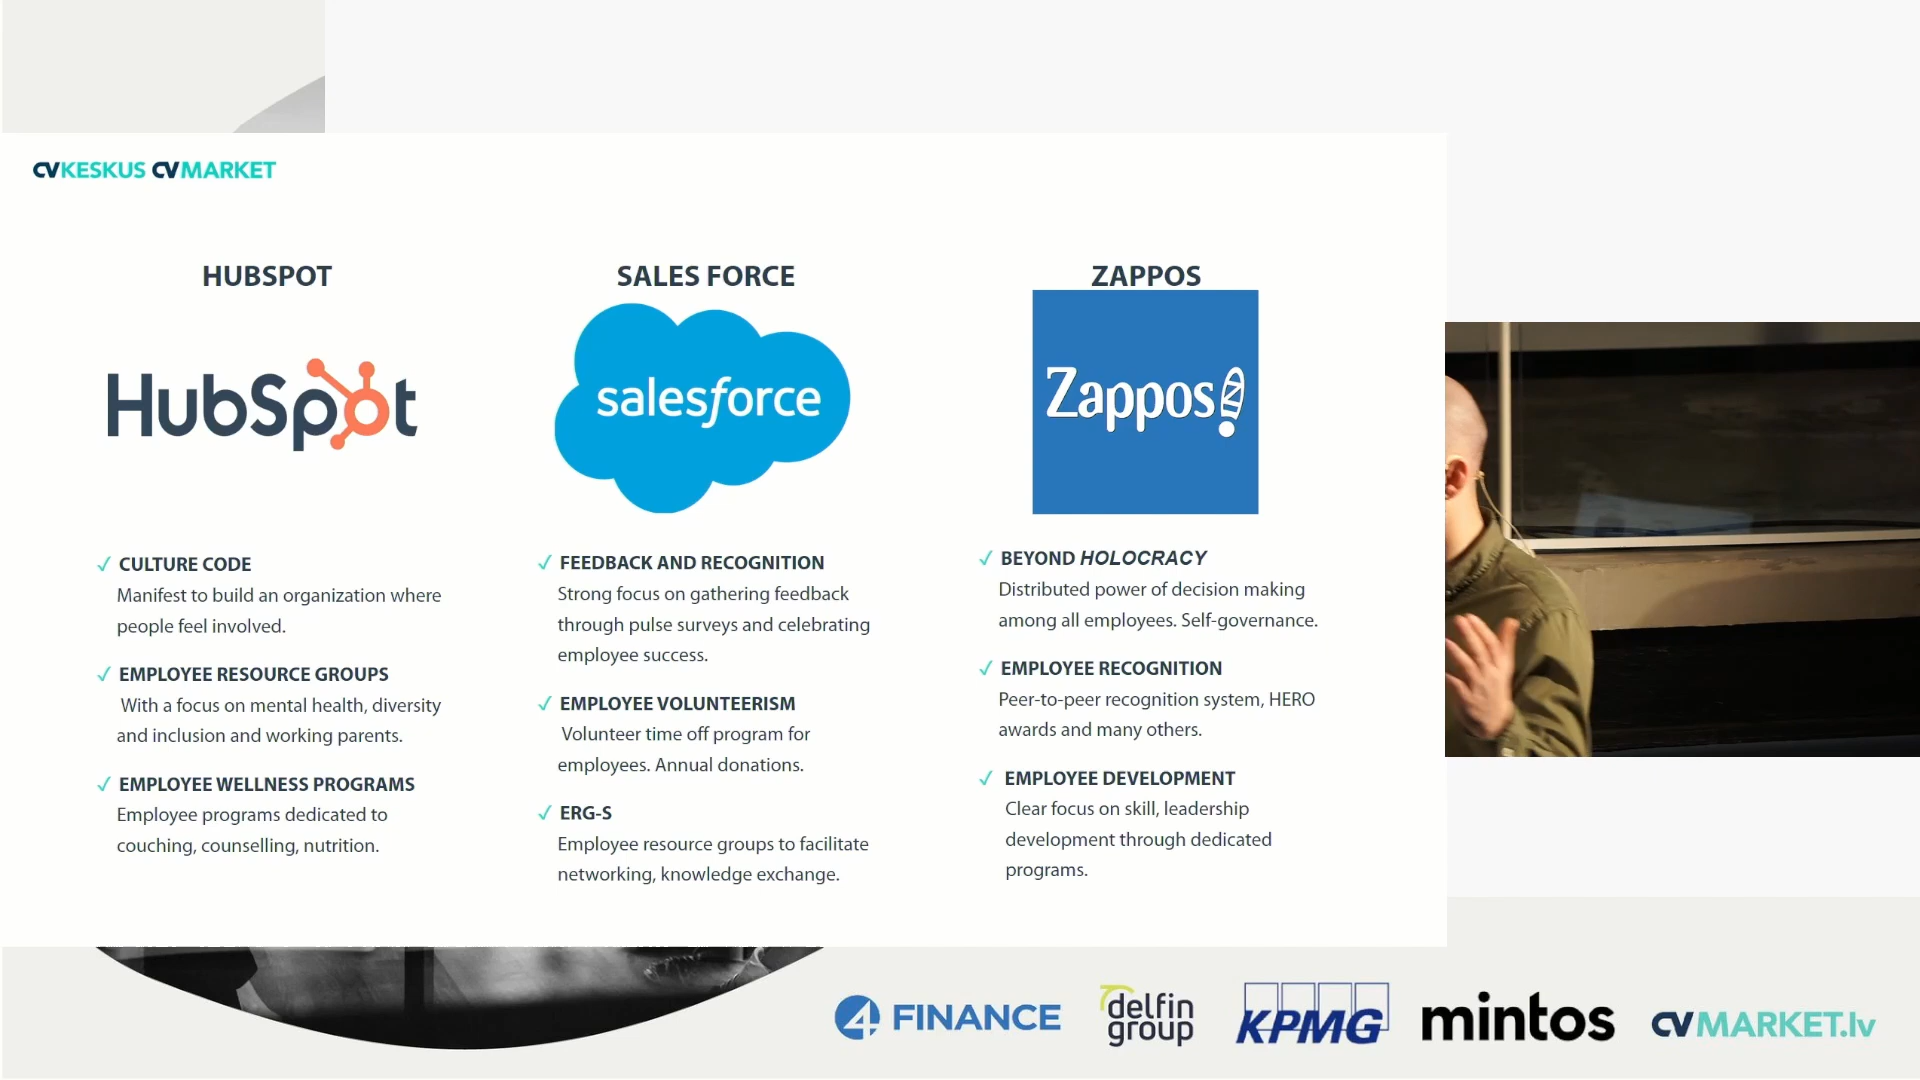 CVKESKUS CVMARKET
HUBSPOT
HubSpot
✓ CULTURE CODE
Manifest to build an organization where
people feel involved.
✓ EMPLOYEE RESOURCE GROUPS
With a focus on mental health, diversity
and inclusion and working parents.
✓ EMPLOYEE WELLNESS PROGRAMS
Employee programs dedicated to
couching, counselling, nutrition.
SALES FORCE
salesforce
✓ FEEDBACK AND RECOGNITION
Strong focus on gathering feedback
through pulse surveys and celebrating
employee success.
✓ EMPLOYEE VOLUNTEERISM
Volunteer time off program for
employees. Annual donations.
✓ ERG-S
Employee resource groups to facilitate
networking, knowledge exchange.
ZAPPOS
Zappos
✓ BEYOND HOLOCRACY
Distributed power of decision making
among all employees. Self-governance.
✓ EMPLOYEE RECOGNITION
Peer-to-peer recognition system, HERO
awards and many others.
✓ EMPLOYEE DEVELOPMENT
Clear focus on skill, leadership
development through dedicated
programs.
4 FINANCE
delfin
group
KPMG
mintos
CVMARKET.lv